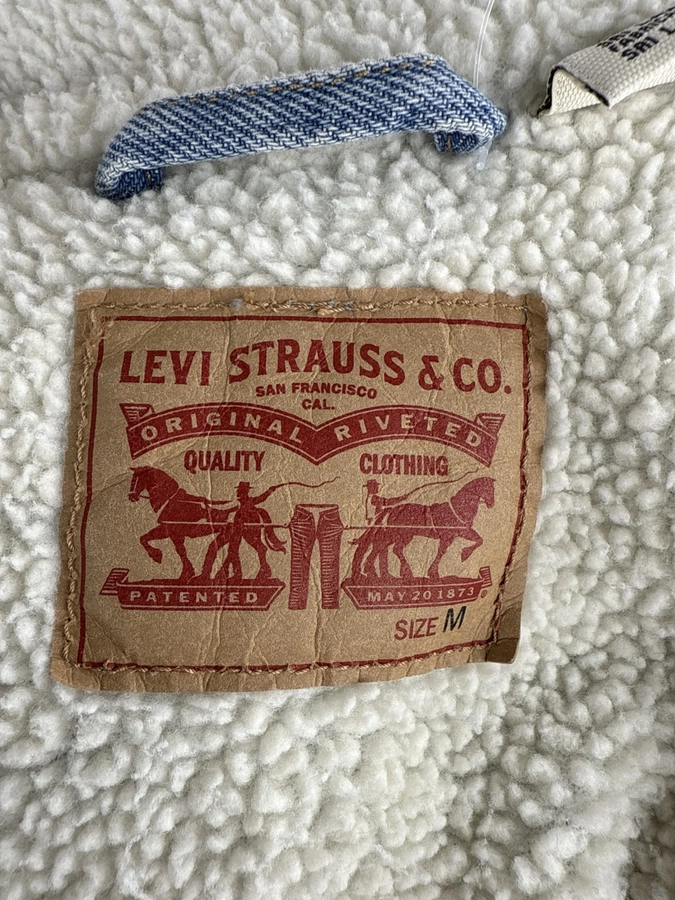 LEVI STRAUSS & CO.
SAN FRANCISCO
CAL.
ORIGINAL RIVETED
QUALITY CLOTHING
PATENTED MAY 20 1873
SIZE M